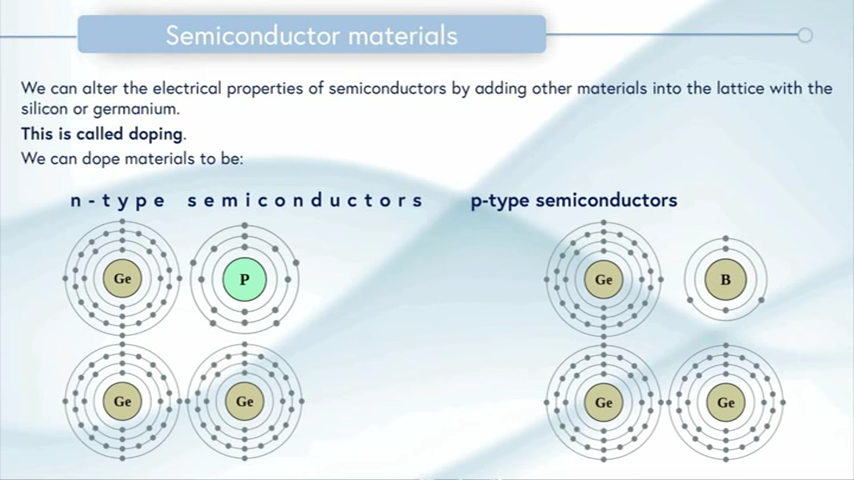 Semiconductor materials
We can alter the electrical properties of semiconductors by adding other materials into the lattice with the
silicon or germanium.
This is called doping.
We can dope materials to be:
n-type semiconductors
p-type semiconductors
Ge
P
Ge
B
Ge
Ge
Ge
Ge